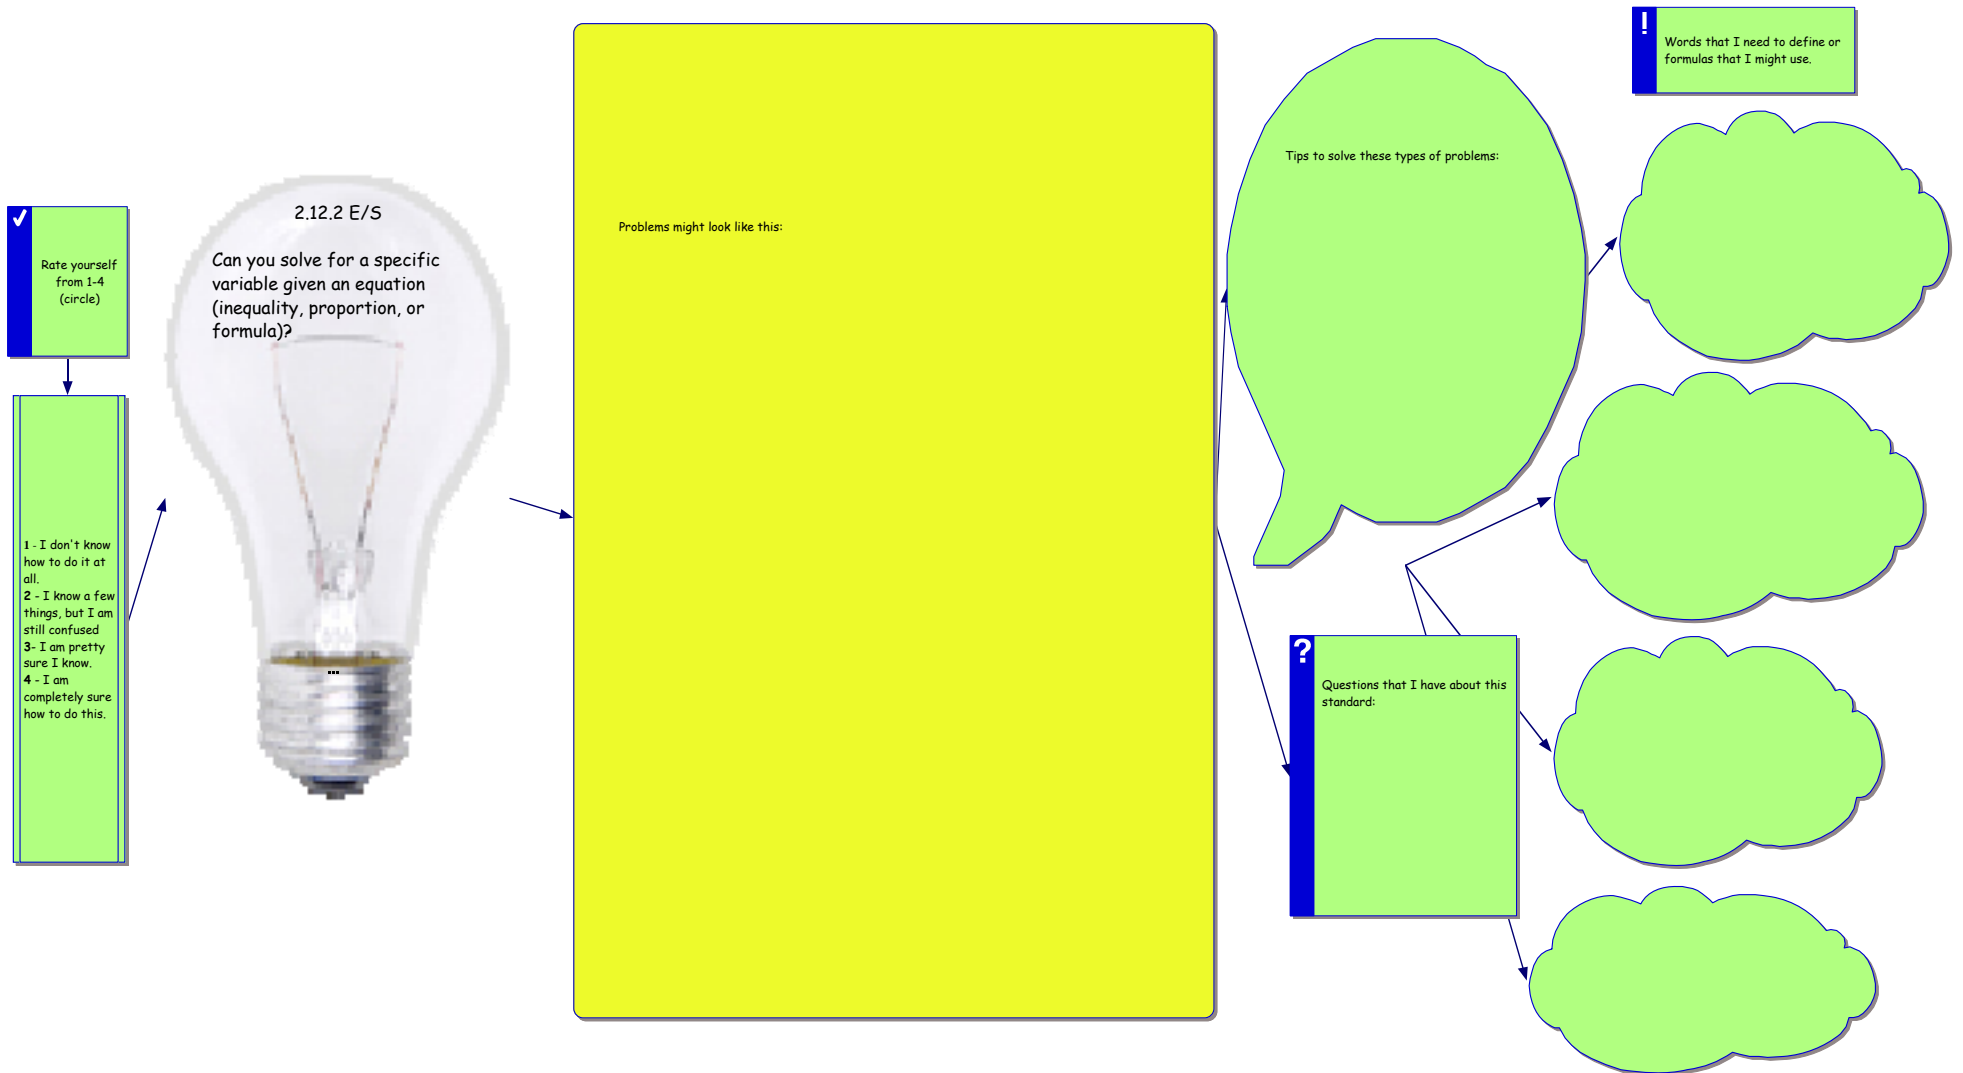 ✓
Rate yourself
from 1-4
(circle)
1 - I don't know
how to do it at
all.
2 - I know a few
things, but I am
still confused
3- I am pretty
sure I know.
4 - I am
completely sure
how to do this.
2.12.2 E/S
Can you solve for a specific
variable given an equation
(inequality, proportion, or
formula)?
...
Problems might look like this:
Tips to solve these types of problems:
?
Questions that I have about this
standard:
!
Words that I need to define or
formulas that I might use.